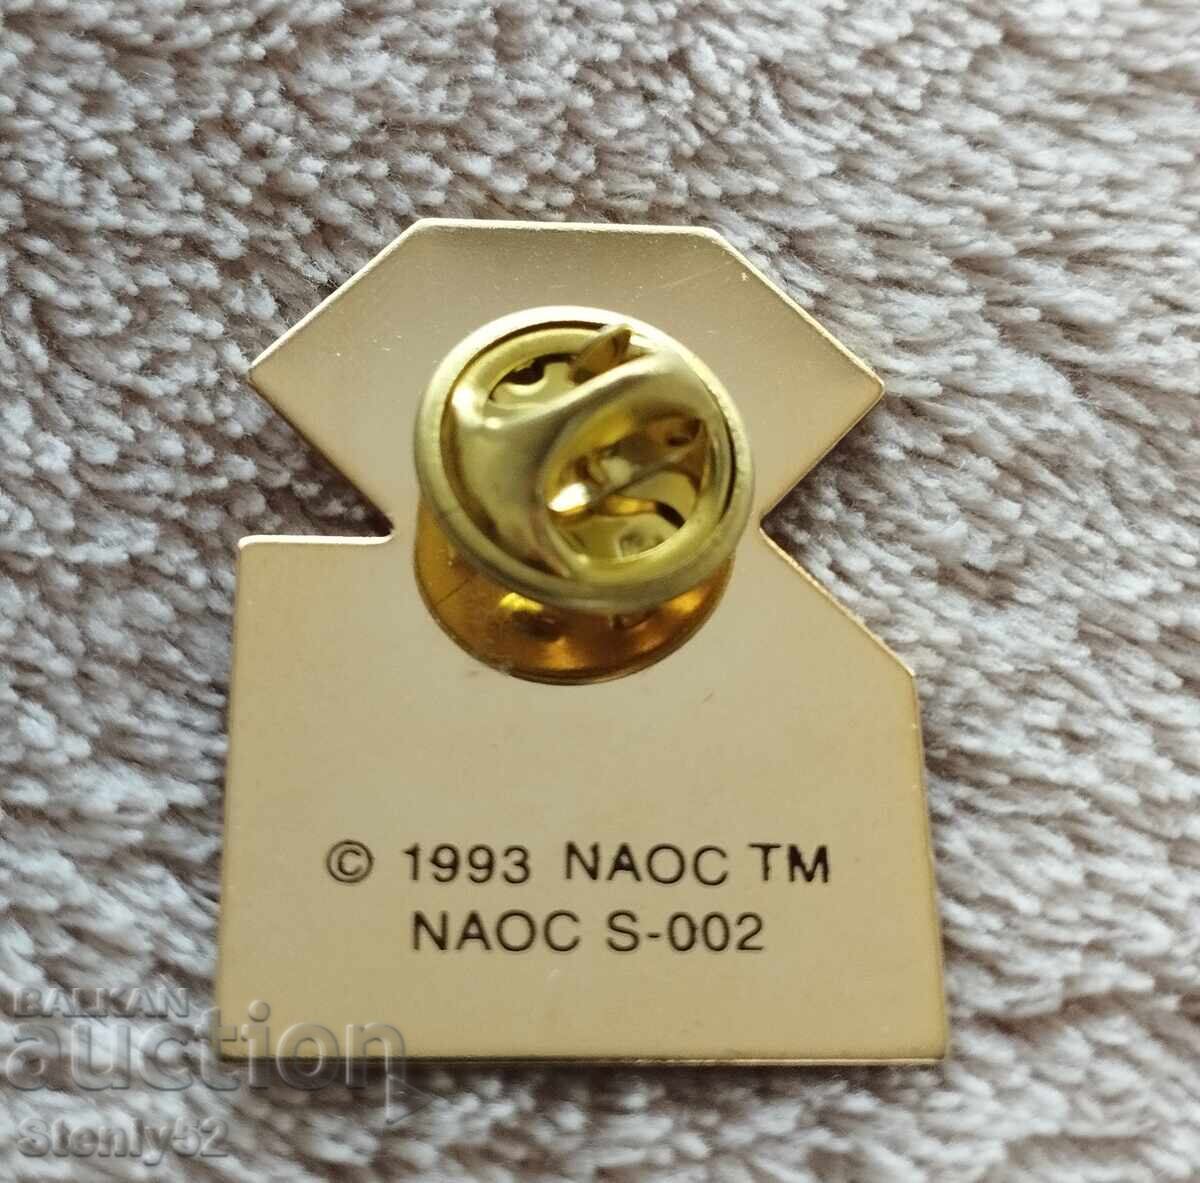 © 1993 NAOC TM
NAOC S-002
BALKAN
auction
Stenly52